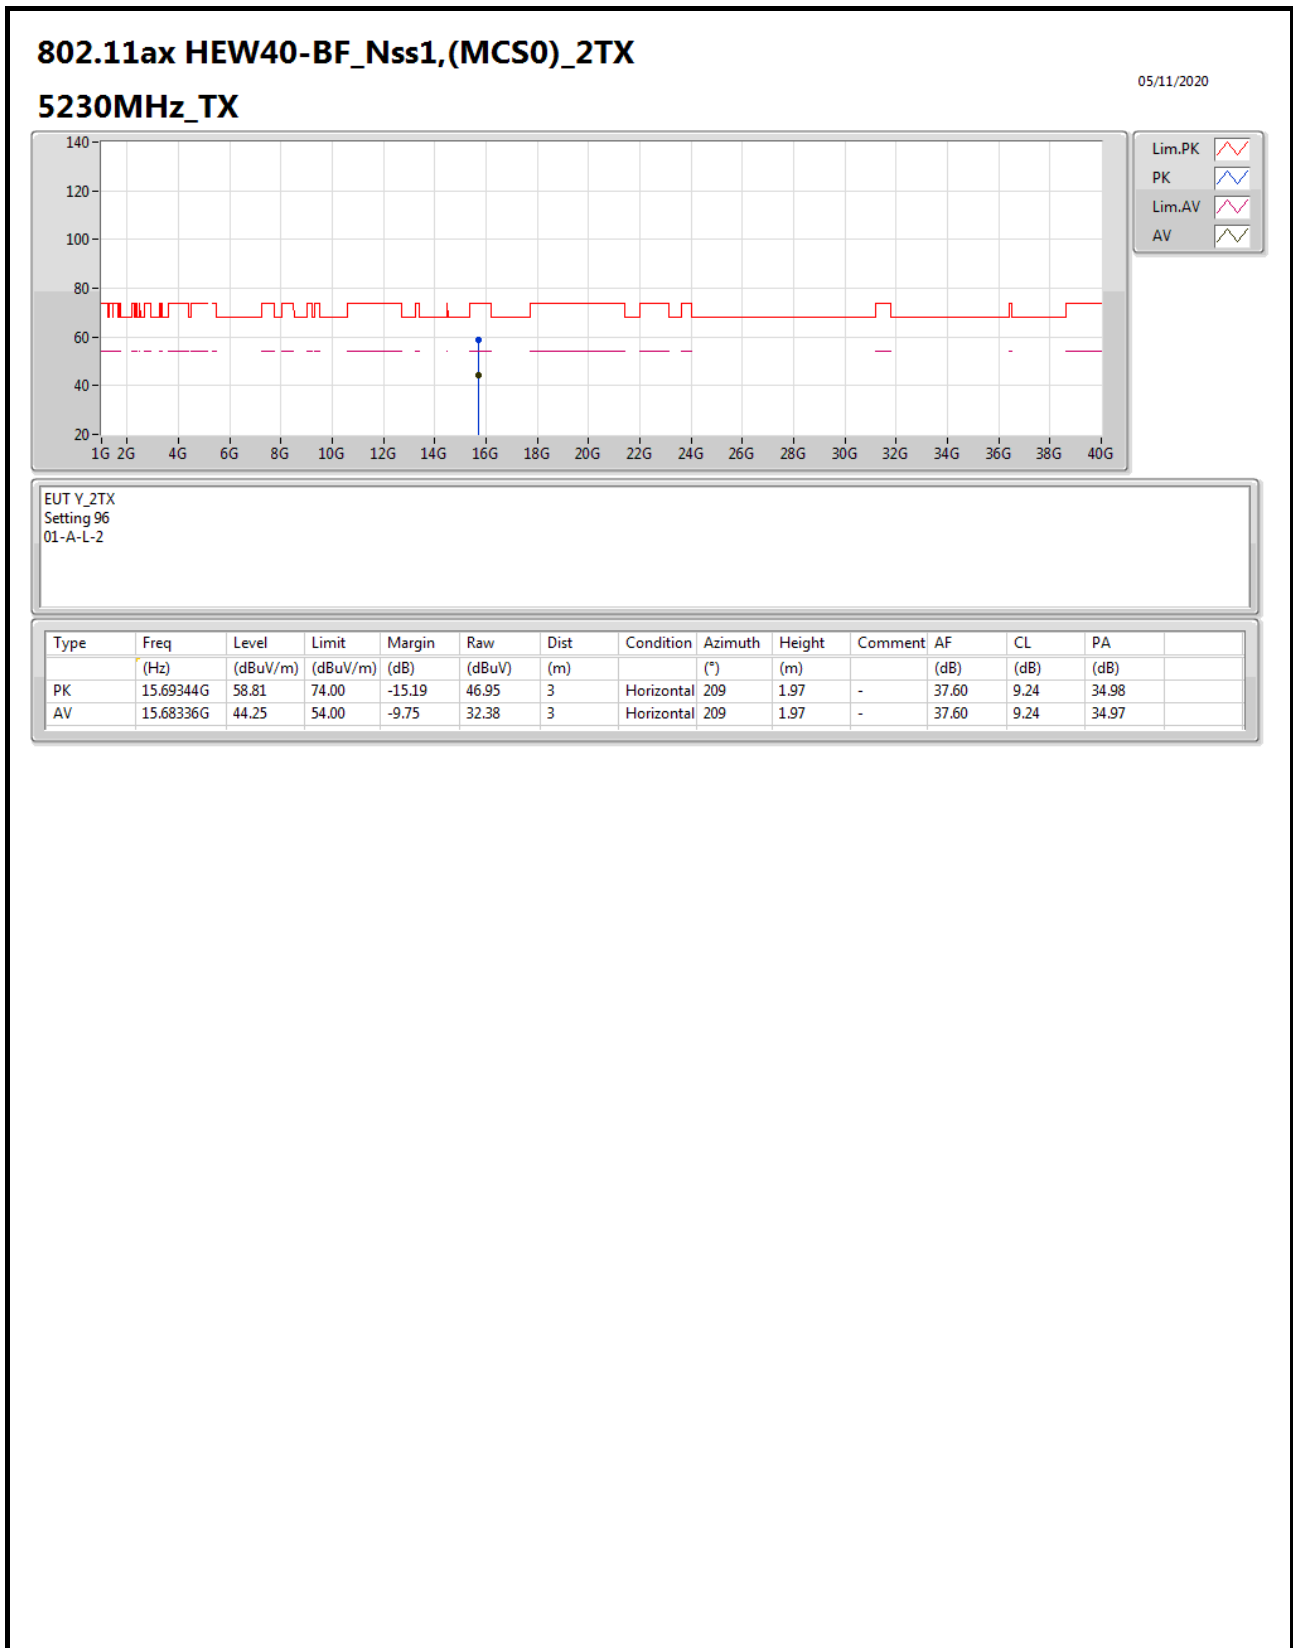 802.11ax HEW40-BF_Nss1,(MCS0)_2TX
05/11/2020
5230MHz_TX
140
120
100
80
60
40
20
1G 2G 4G 6G 8G 10G 12G 14G 16G 18G 20G 22G 24G 26G 28G 30G 32G 34G 36G 38G 40G
Lim.PK
PK
Lim.AV
AV
EUT Y_2TX
Setting 96
01-A-L-2
Type Freq Level Limit Margin Raw Dist Condition Azimuth Height Comment AF CL PA
(Hz) (dBuV/m) (dBuV/m) (dB) (dBuV) (m) (°) (m) (dB) (dB) (dB)
PK 15.69344G 58.81 74.00 -15.19 46.95 3 Horizontal 209 1.97 - 37.60 9.24 34.98
AV 15.68336G 44.25 54.00 -9.75 32.38 3 Horizontal 209 1.97 - 37.60 9.24 34.97